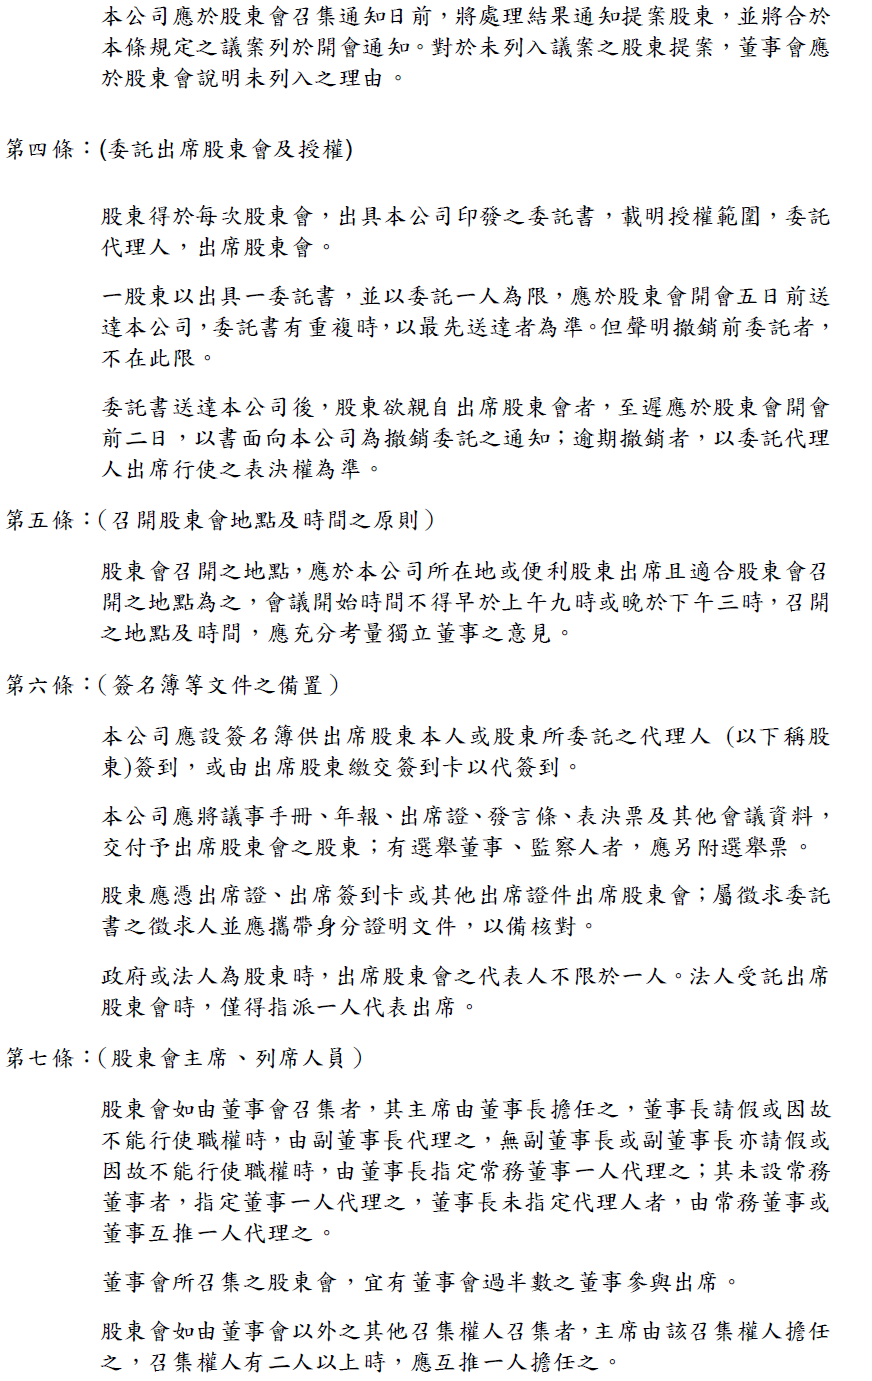 本公司應於股東會召集通知日前，將處理結果通知提案股東，並將合於
本條規定之議案列於開會通知。對於未列入議案之股東提案，董事會應
於股東會說明未列入之理由。
第四條：(委託出席股東會及授權)
股東得於每次股東會，出具本公司印發之委託書，載明授權範圍，委託
代理人，出席股東會。
一股東以出具一委託書，並以委託一人為限，應於股東會開會五日前送
達本公司，委託書有重複時，以最先送達者為準。但聲明撤銷前委託者，
不在此限。
委託書送達本公司後，股東欲親自出席股東會者，至遲應於股東會開會
前二日，以書面向本公司為撤銷委託之通知；逾期撤銷者，以委託代理
人出席行使之表決權為準。
第五條：(召開股東會地點及時間之原則)
股東會召開之地點，應於本公司所在地或便利股東出席且適合股東會召
開之地點為之，會議開始時間不得早於上午九時或晚於下午三時，召開
之地點及時間，應充分考量獨立董事之意見。
第六條：(簽名簿等文件之備置)
本公司應設簽名簿供出席股東本人或股東所委託之代理人 (以下稱股
東)簽到，或由出席股東繳交簽到卡以代簽到。
本公司應將議事手冊、年報、出席證、發言條、表決票及其他會議資料，
交付予出席股東會之股東；有選舉董事、監察人者，應另附選舉票。
股東應憑出席證、出席簽到卡或其他出席證件出席股東會；屬徵求委託
書之徵求人並應攜帶身分證明文件，以備核對。
政府或法人為股東時，出席股東會之代表人不限於一人。法人受託出席
股東會時，僅得指派一人代表出席。
第七條：(股東會主席、列席人員)
股東會如由董事會召集者，其主席由董事長擔任之，董事長請假或因故
不能行使職權時，由副董事長代理之，無副董事長或副董事長亦請假或
因故不能行使職權時，由董事長指定常務董事一人代理之；其未設常務
董事者，指定董事一人代理之，董事長未指定代理人者，由常務董事或
董事互推一人代理之。
董事會所召集之股東會，宜有董事會過半數之董事參與出席。
股東會如由董事會以外之其他召集權人召集者，主席由該召集權人擔任
之，召集權人有二人以上時，應互推一人擔任之。